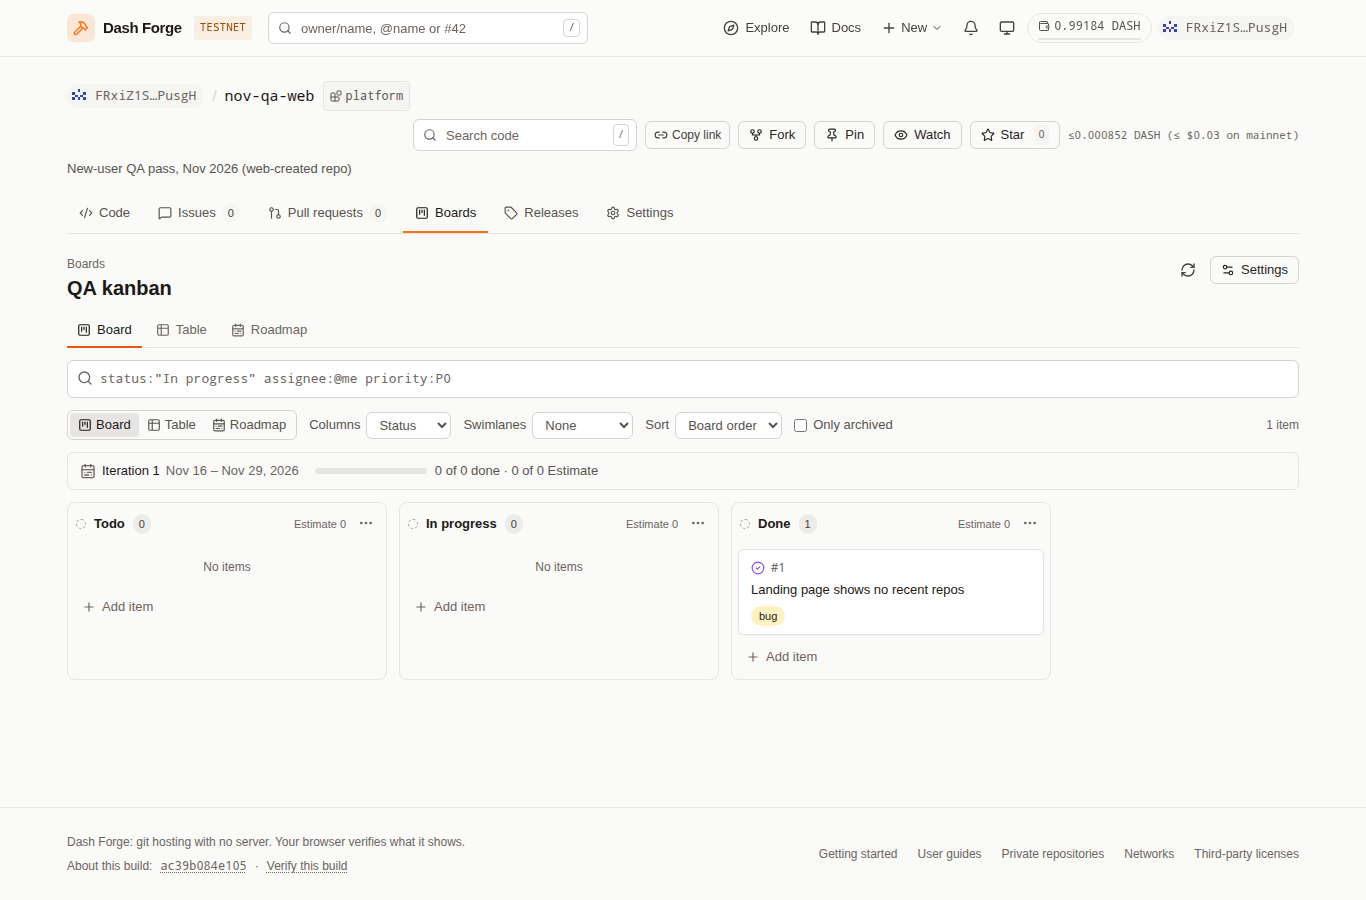 Dash Forge TESTNET owner/name, @name or #42 / Explore Docs New 0.99184 DASH FRxiZ1S…PusgH
FRxiZ1S…PusgH / nov-qa-web platform
Search code / Copy link Fork Pin Watch Star 0 ≤0.000852 DASH (≤ $0.03 on mainnet)
New-user QA pass, Nov 2026 (web-created repo)
Code Issues 0 Pull requests 0 Boards Releases Settings
Boards
QA kanban
Settings
Board Table Roadmap
status:"In progress" assignee:@me priority:P0
Board Table Roadmap Columns Status Swimlanes None Sort Board order Only archived 1 item
Iteration 1 Nov 16 – Nov 29, 2026 0 of 0 done · 0 of 0 Estimate
Todo 0 Estimate 0
No items
Add item
In progress 0 Estimate 0
No items
Add item
Done 1 Estimate 0
#1
Landing page shows no recent repos
bug
Add item
Dash Forge: git hosting with no server. Your browser verifies what it shows.
About this build: ac39b084e105 · Verify this build
Getting started User guides Private repositories Networks Third-party licenses